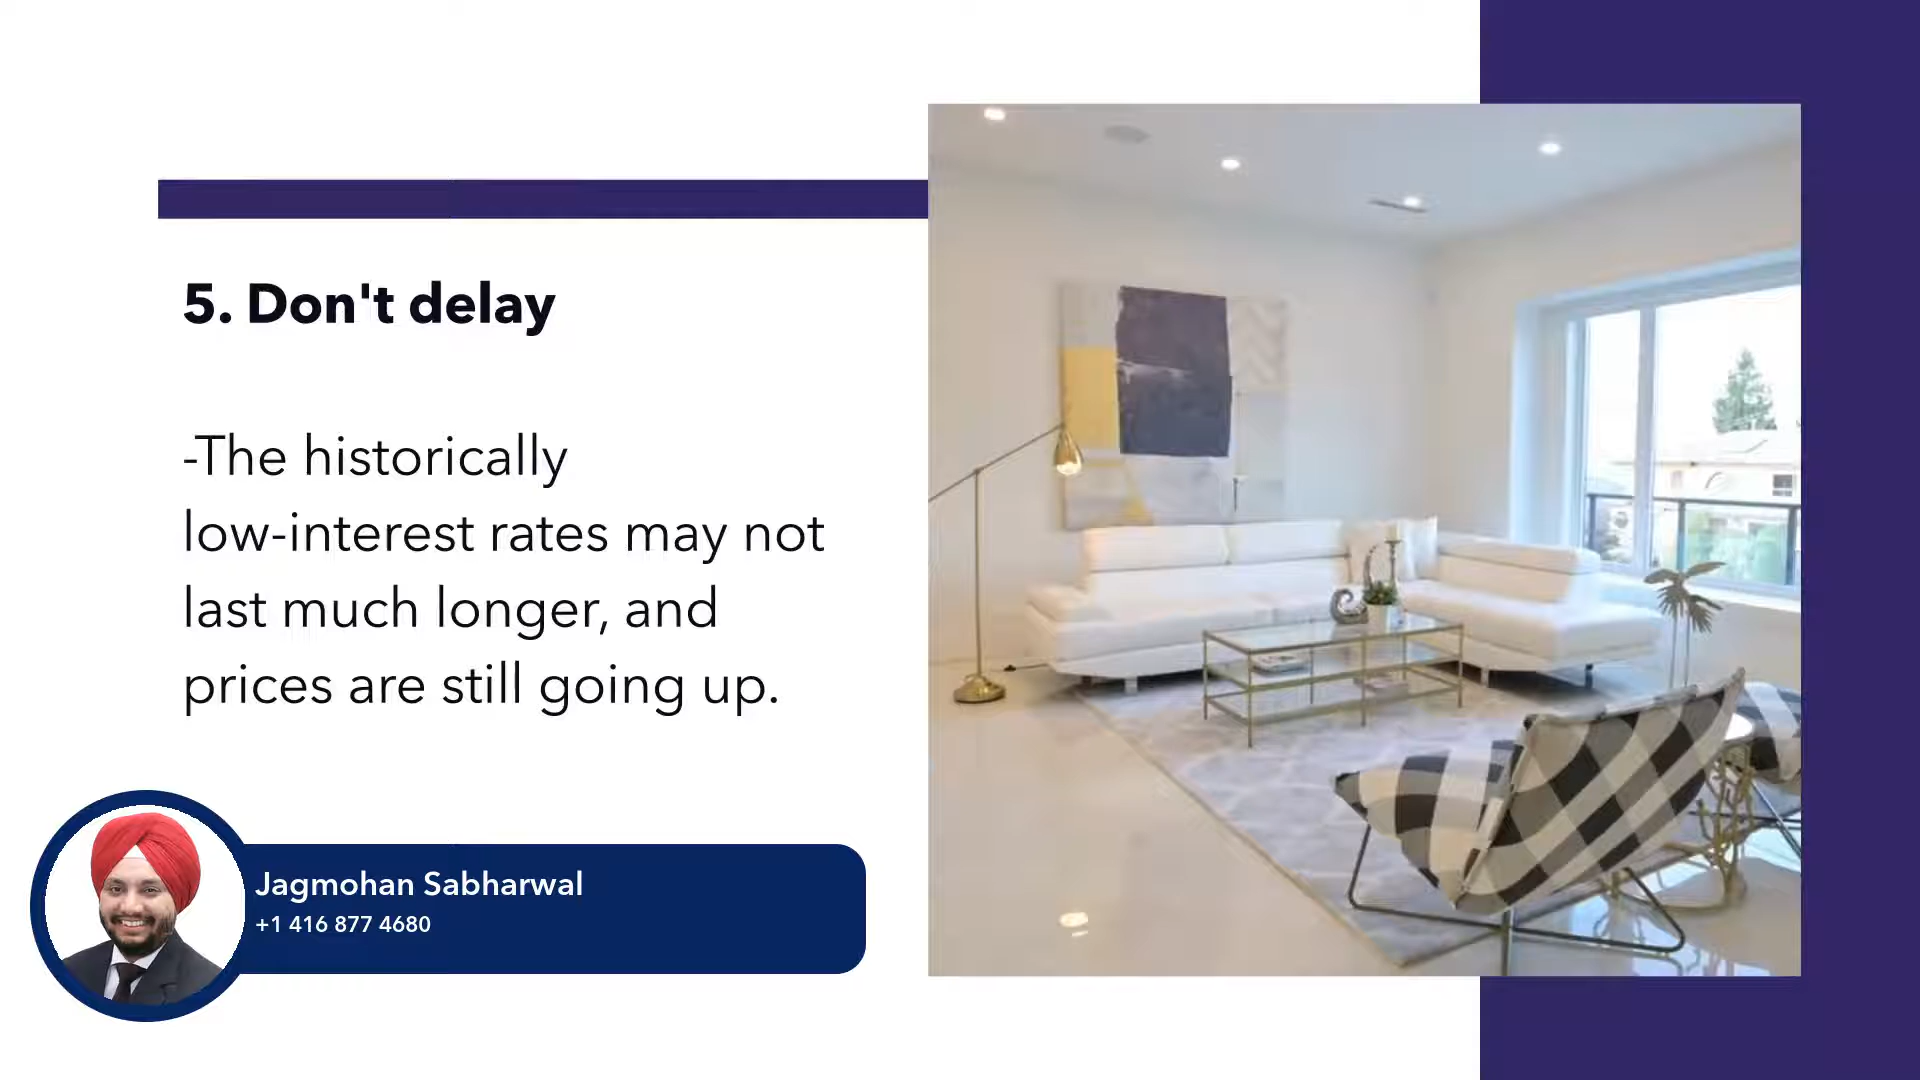 5. Don't delay
-The historically
low-interest rates may not
last much longer, and
prices are still going up.
Jagmohan Sabharwal
+1 416 877 4680